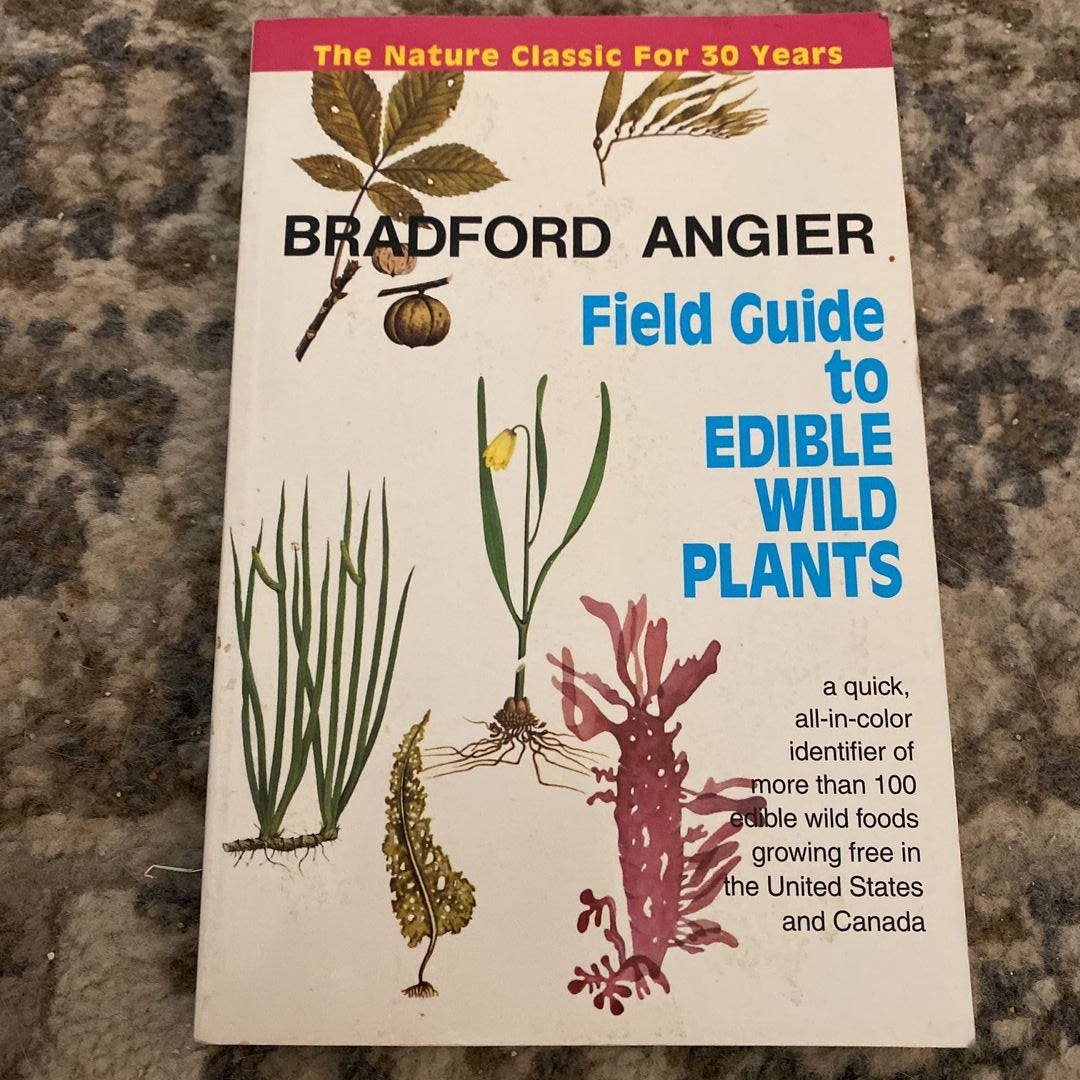 The Nature Classic For 30 Years
BRADFORD ANGIER
Field Guide
to
EDIBLE
WILD
PLANTS
a quick,
all-in-color
identifier of
more than 100
edible wild foods
growing free in
the United States
and Canada